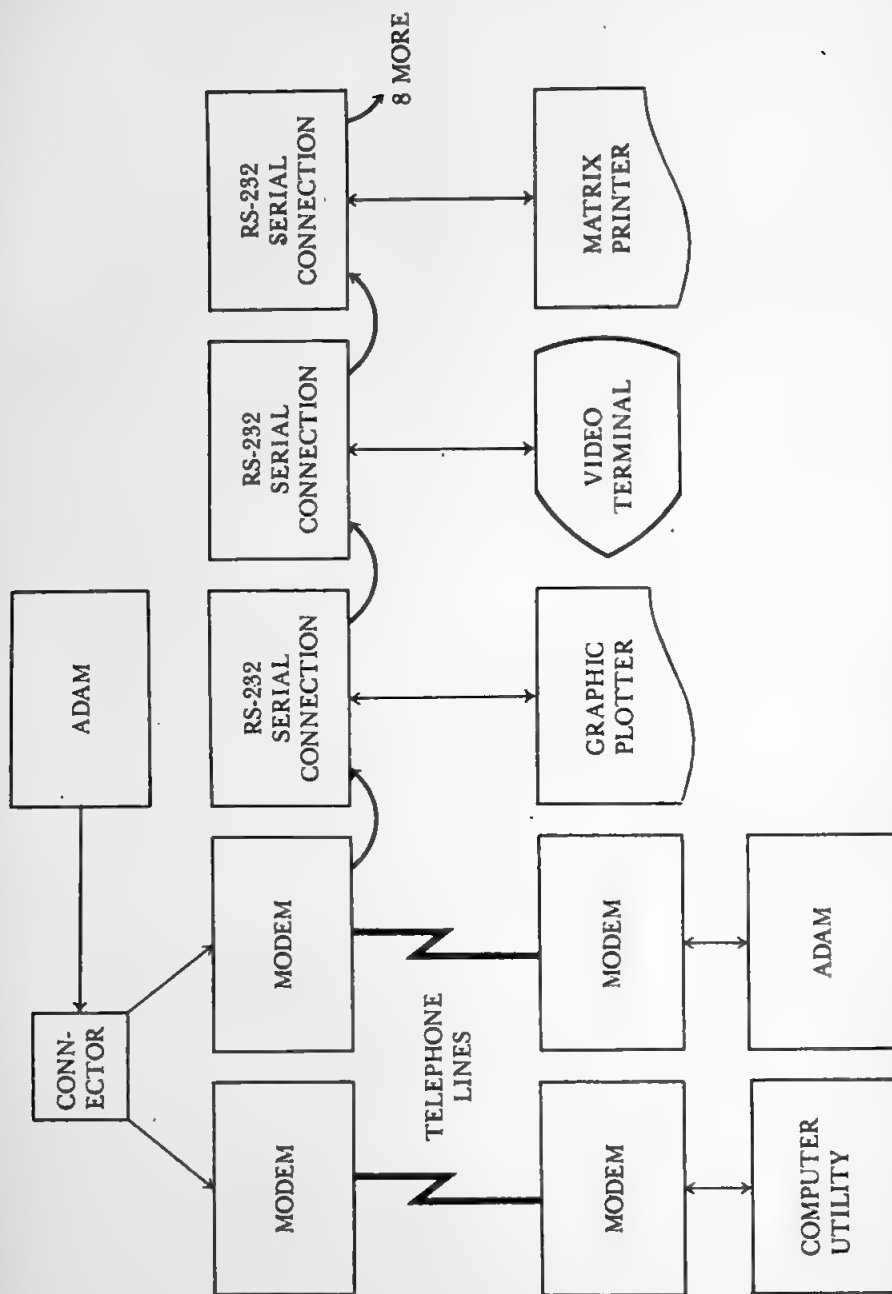 CONN-
ECTOR
ADAM
MODEM
MODEM
RS-232
SERIAL
CONNECTION
RS-232
SERIAL
CONNECTION
RS-232
SERIAL
CONNECTION
8 MORE
TELEPHONE
LINES
MODEM
MODEM
GRAPHIC
PLOTTER
VIDEO
TERMINAL
MATRIX
PRINTER
COMPUTER
UTILITY
ADAM